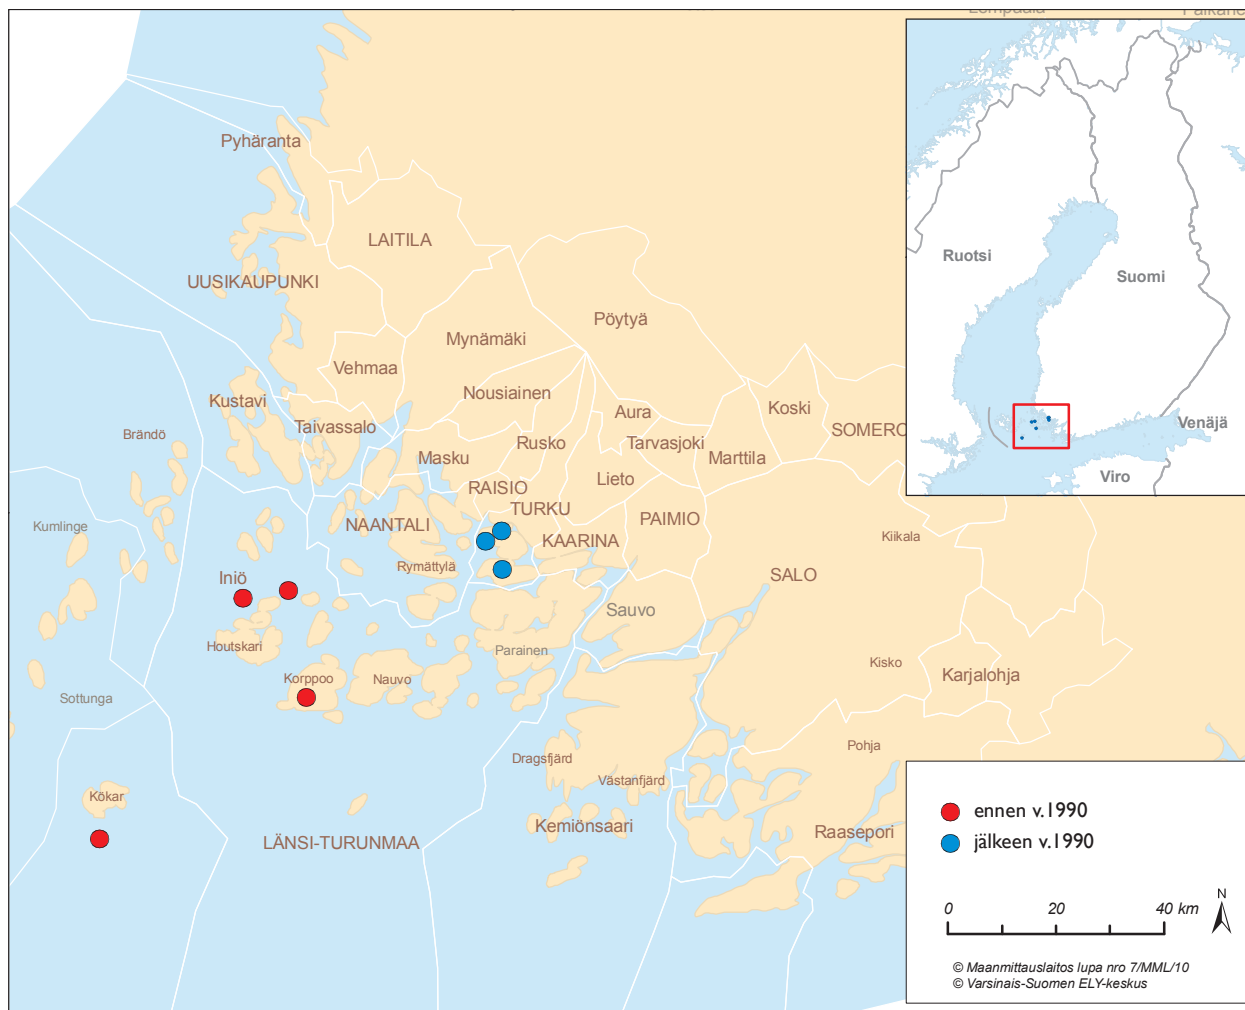 Lempäälä
Pälkäne
Pyhäranta
LAITILA
UUSIKAUPUNKI
Pöytyä
Mynämäki
Vehmaa
Nousiainen
Kustavi
Taivassalo
Aura
Koski
Brändö
Rusko
Tarvasjoki
SOMERO
Masku
Marttila
Lieto
RAISIO
TURKU
PAIMIO
Kumlinge
NAANTALI
KAARINA
Kiikala
Rymättylä
SALO
Iniö
Sauvo
Houtskari
Parainen
Kisko
Korppoo
Nauvo
Karjalohja
Sottunga
Pohja
Dragsfjärd
Västanfjärd
Kökar
Kemiönsaari
Raasepori
LÄNSI-TURUNMAA
Ruotsi
Suomi
Venäjä
Viro
ennen v.1990
jälkeen v.1990
0 20 40 km
N
© Maanmittauslaitos lupa nro 7/MML/10
© Varsinais-Suomen ELY-keskus